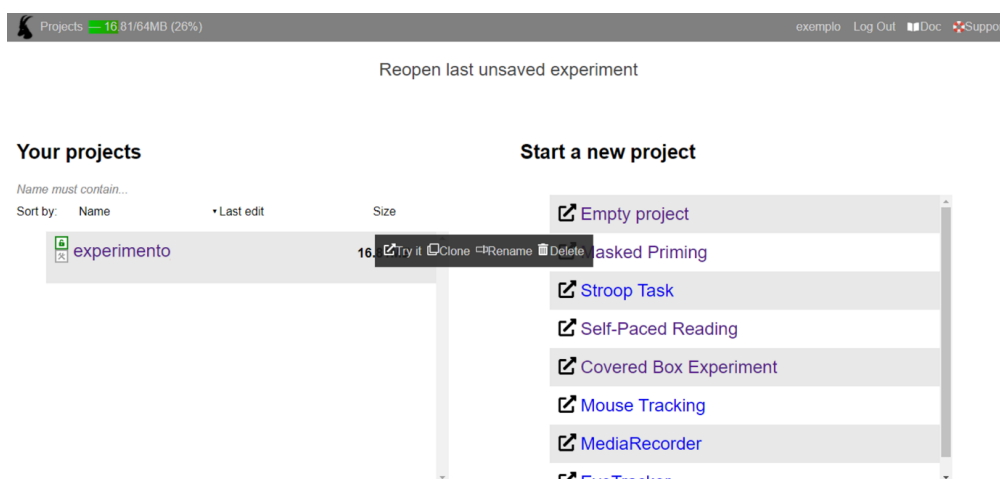 Projects — 16.81/64MB (26%) exemplo Log Out Doc
Reopen last unsaved experiment
Your projects
Name must contain...
Sort by: Name ▾Last edit Size
experimento
Try it Clone Rename Delete
Start a new project
Empty project
Masked Priming
Stroop Task
Self-Paced Reading
Covered Box Experiment
Mouse Tracking
MediaRecorder